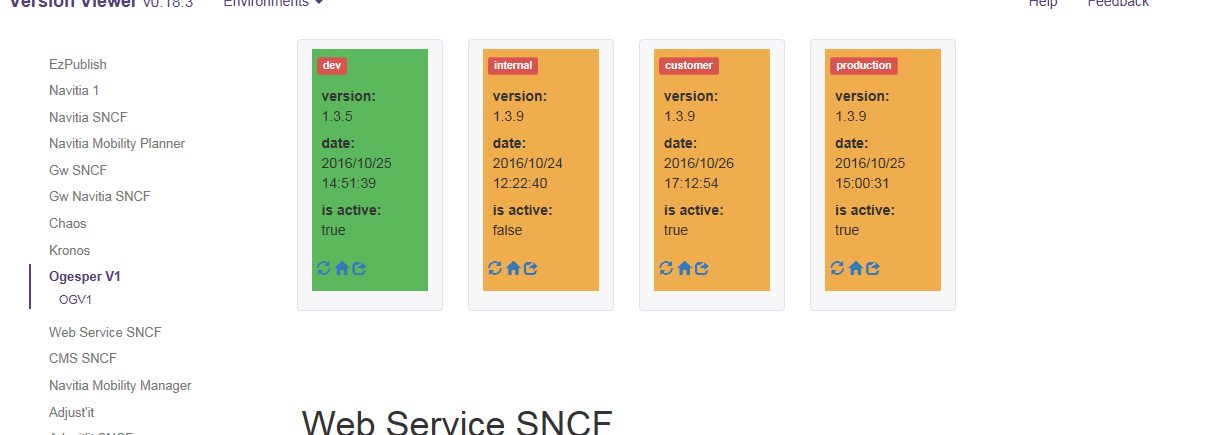 Version Viewer v0.18.3 Environments Help Feedback
EzPublish
Navitia 1
Navitia SNCF
Navitia Mobility Planner
Gw SNCF
Gw Navitia SNCF
Chaos
Kronos
Ogesper V1
OGV1
Web Service SNCF
CMS SNCF
Navitia Mobility Manager
Adjust'it
dev
version:
1.3.5
date:
2016/10/25
14:51:39
is active:
true
internal
version:
1.3.9
date:
2016/10/24
12:22:40
is active:
false
customer
version:
1.3.9
date:
2016/10/26
17:12:54
is active:
true
production
version:
1.3.9
date:
2016/10/25
15:00:31
is active:
true
Web Service SNCF